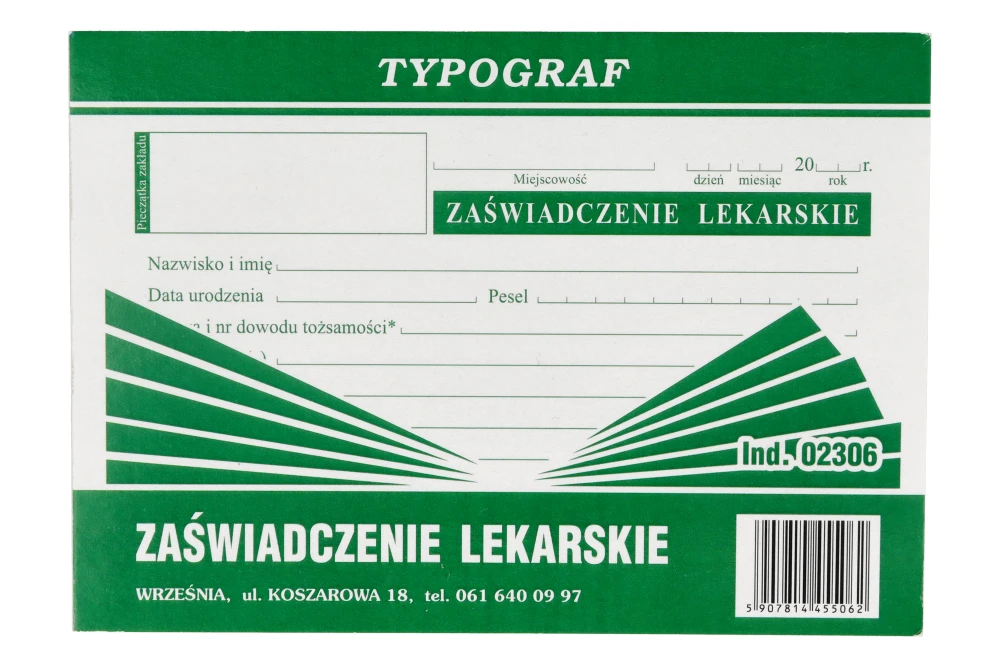 TYPOGRAF
Pieczątka zakładu
20 r.
Miejscowość dzień miesiąc rok
ZAŚWIADCZENIE LEKARSKIE
Nazwisko i imię
Data urodzenia Pesel
i nr dowodu tożsamości*
Ind. 02306
ZAŚWIADCZENIE LEKARSKIE
WRZEŚNIA, ul. KOSZAROWA 18, tel. 061 640 09 97
5 907814 455062